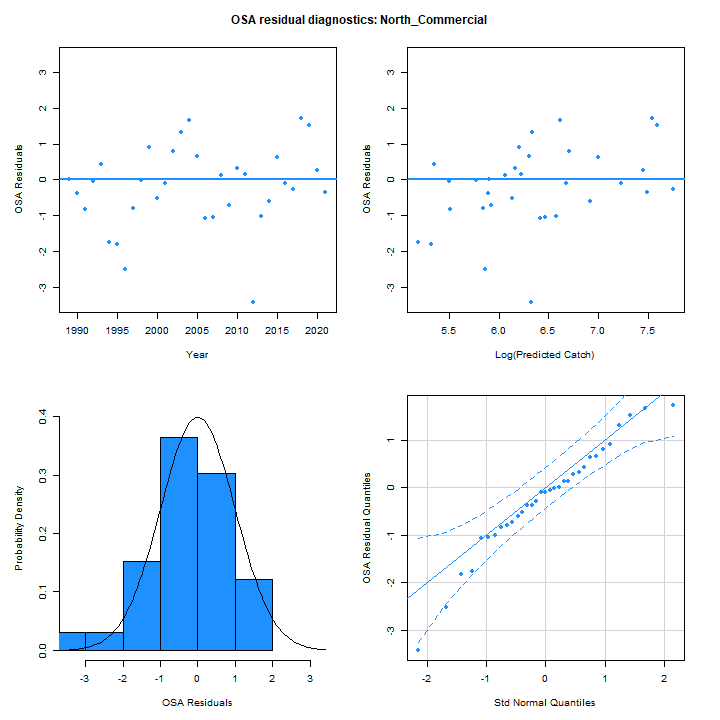 OSA residual diagnostics: North_Commercial
3
2
1
0
-1
-2
-3
OSA Residuals
1990 1995 2000 2005 2010 2015 2020
Year
3
2
1
0
-1
-2
-3
OSA Residuals
5.5 6.0 6.5 7.0 7.5
Log(Predicted Catch)
0.4
0.3
0.2
0.1
0.0
Probability Density
-3 -2 -1 0 1 2 3
OSA Residuals
1
0
-1
-2
-3
OSA Residual Quantiles
-2 -1 0 1 2
Std Normal Quantiles